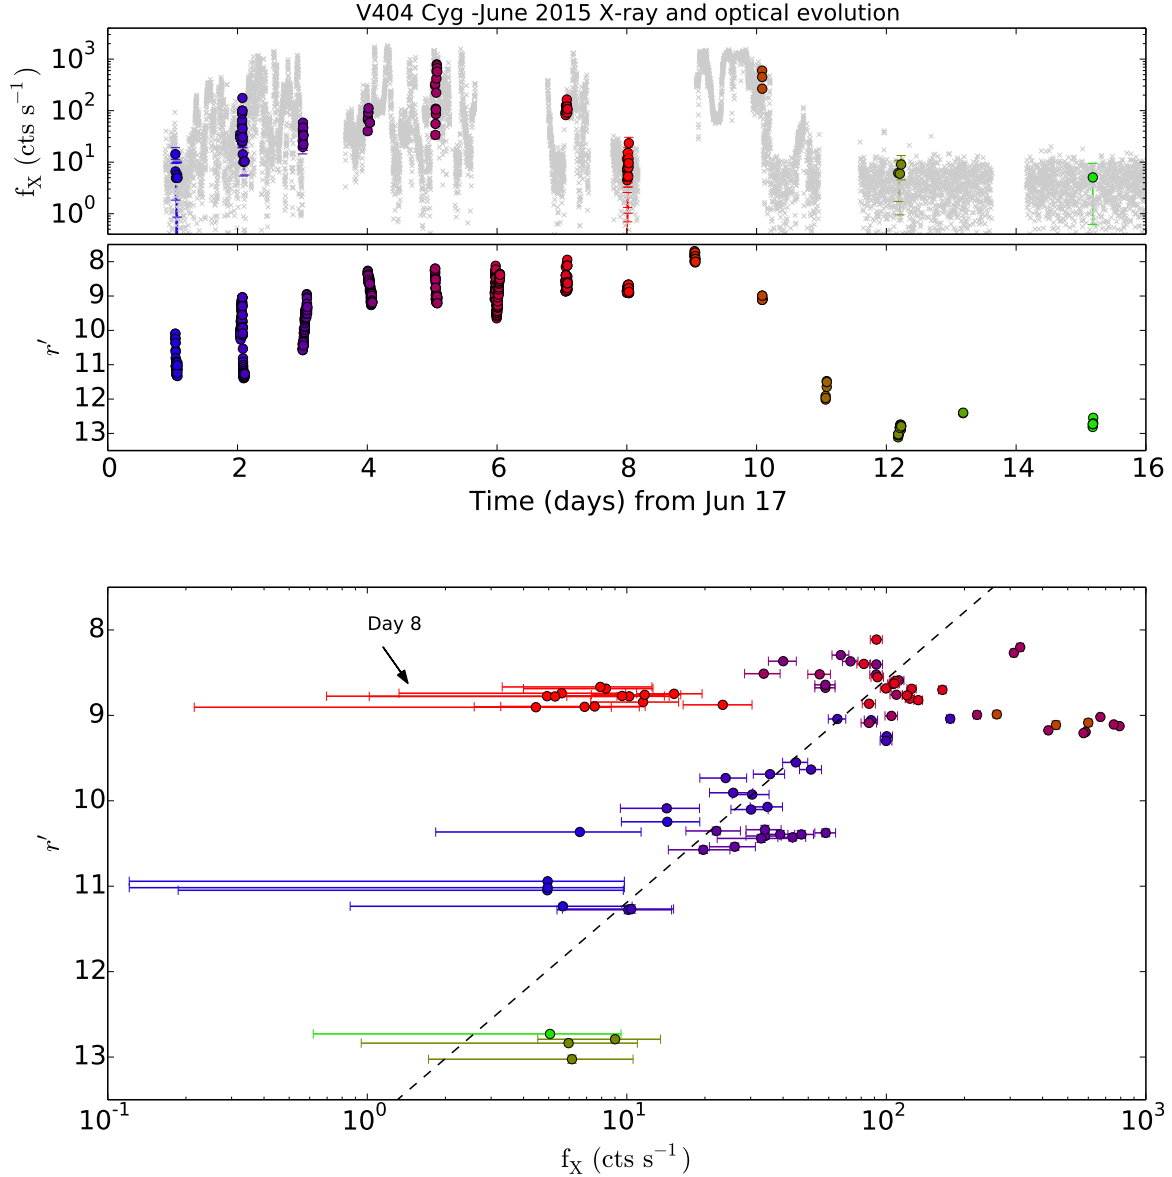 V404 Cyg -June 2015 X-ray and optical evolution
f_X (cts s^−1)
10^3
10^2
10^1
10^0
r′
8
9
10
11
12
13
0 2 4 6 8 10 12 14 16
Time (days) from Jun 17
Day 8
r′
8
9
10
11
12
13
10^-1 10^0 10^1 10^2 10^3
f_X (cts s^−1)